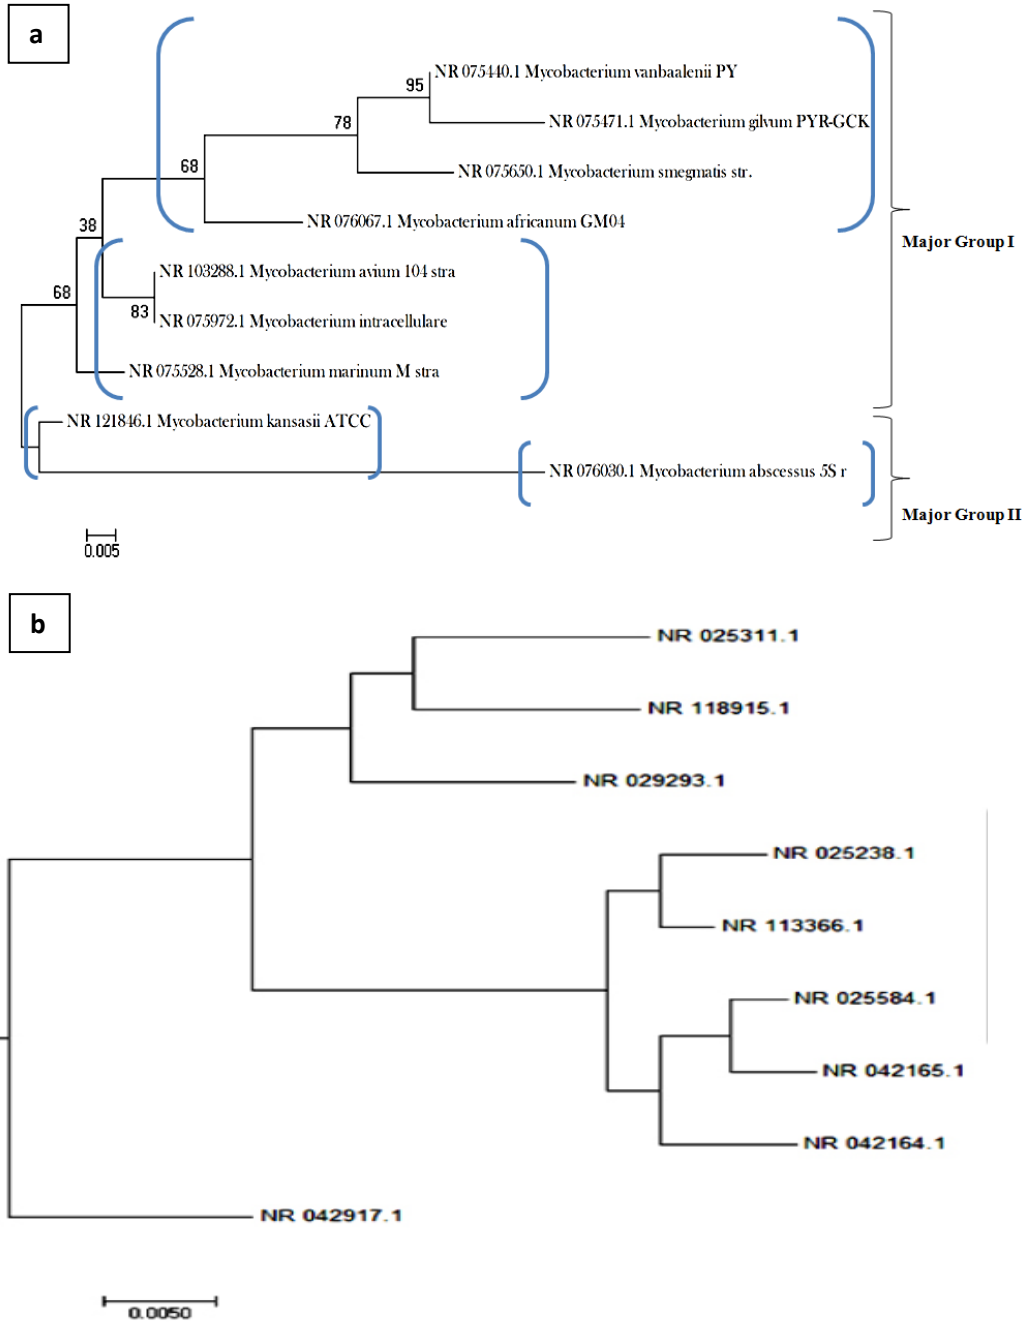 a
NR 075440.1 Mycobacterium vanbaalenii PY
95
NR 075471.1 Mycobacterium gilvum PYR-GCK
78
68
NR 075650.1 Mycobacterium smegmatis str.
NR 076067.1 Mycobacterium africanum GM04
38
Major Group I
NR 103288.1 Mycobacterium avium 104 stra
68
83
NR 075972.1 Mycobacterium intracellulare
NR 075528.1 Mycobacterium marinum M stra
NR 121846.1 Mycobacterium kansasii ATCC
NR 076030.1 Mycobacterium abscessus 5S r
Major Group II
0.005
b
NR 025311.1
NR 118915.1
NR 029293.1
NR 025238.1
NR 113366.1
NR 025584.1
NR 042165.1
NR 042164.1
NR 042917.1
0.0050